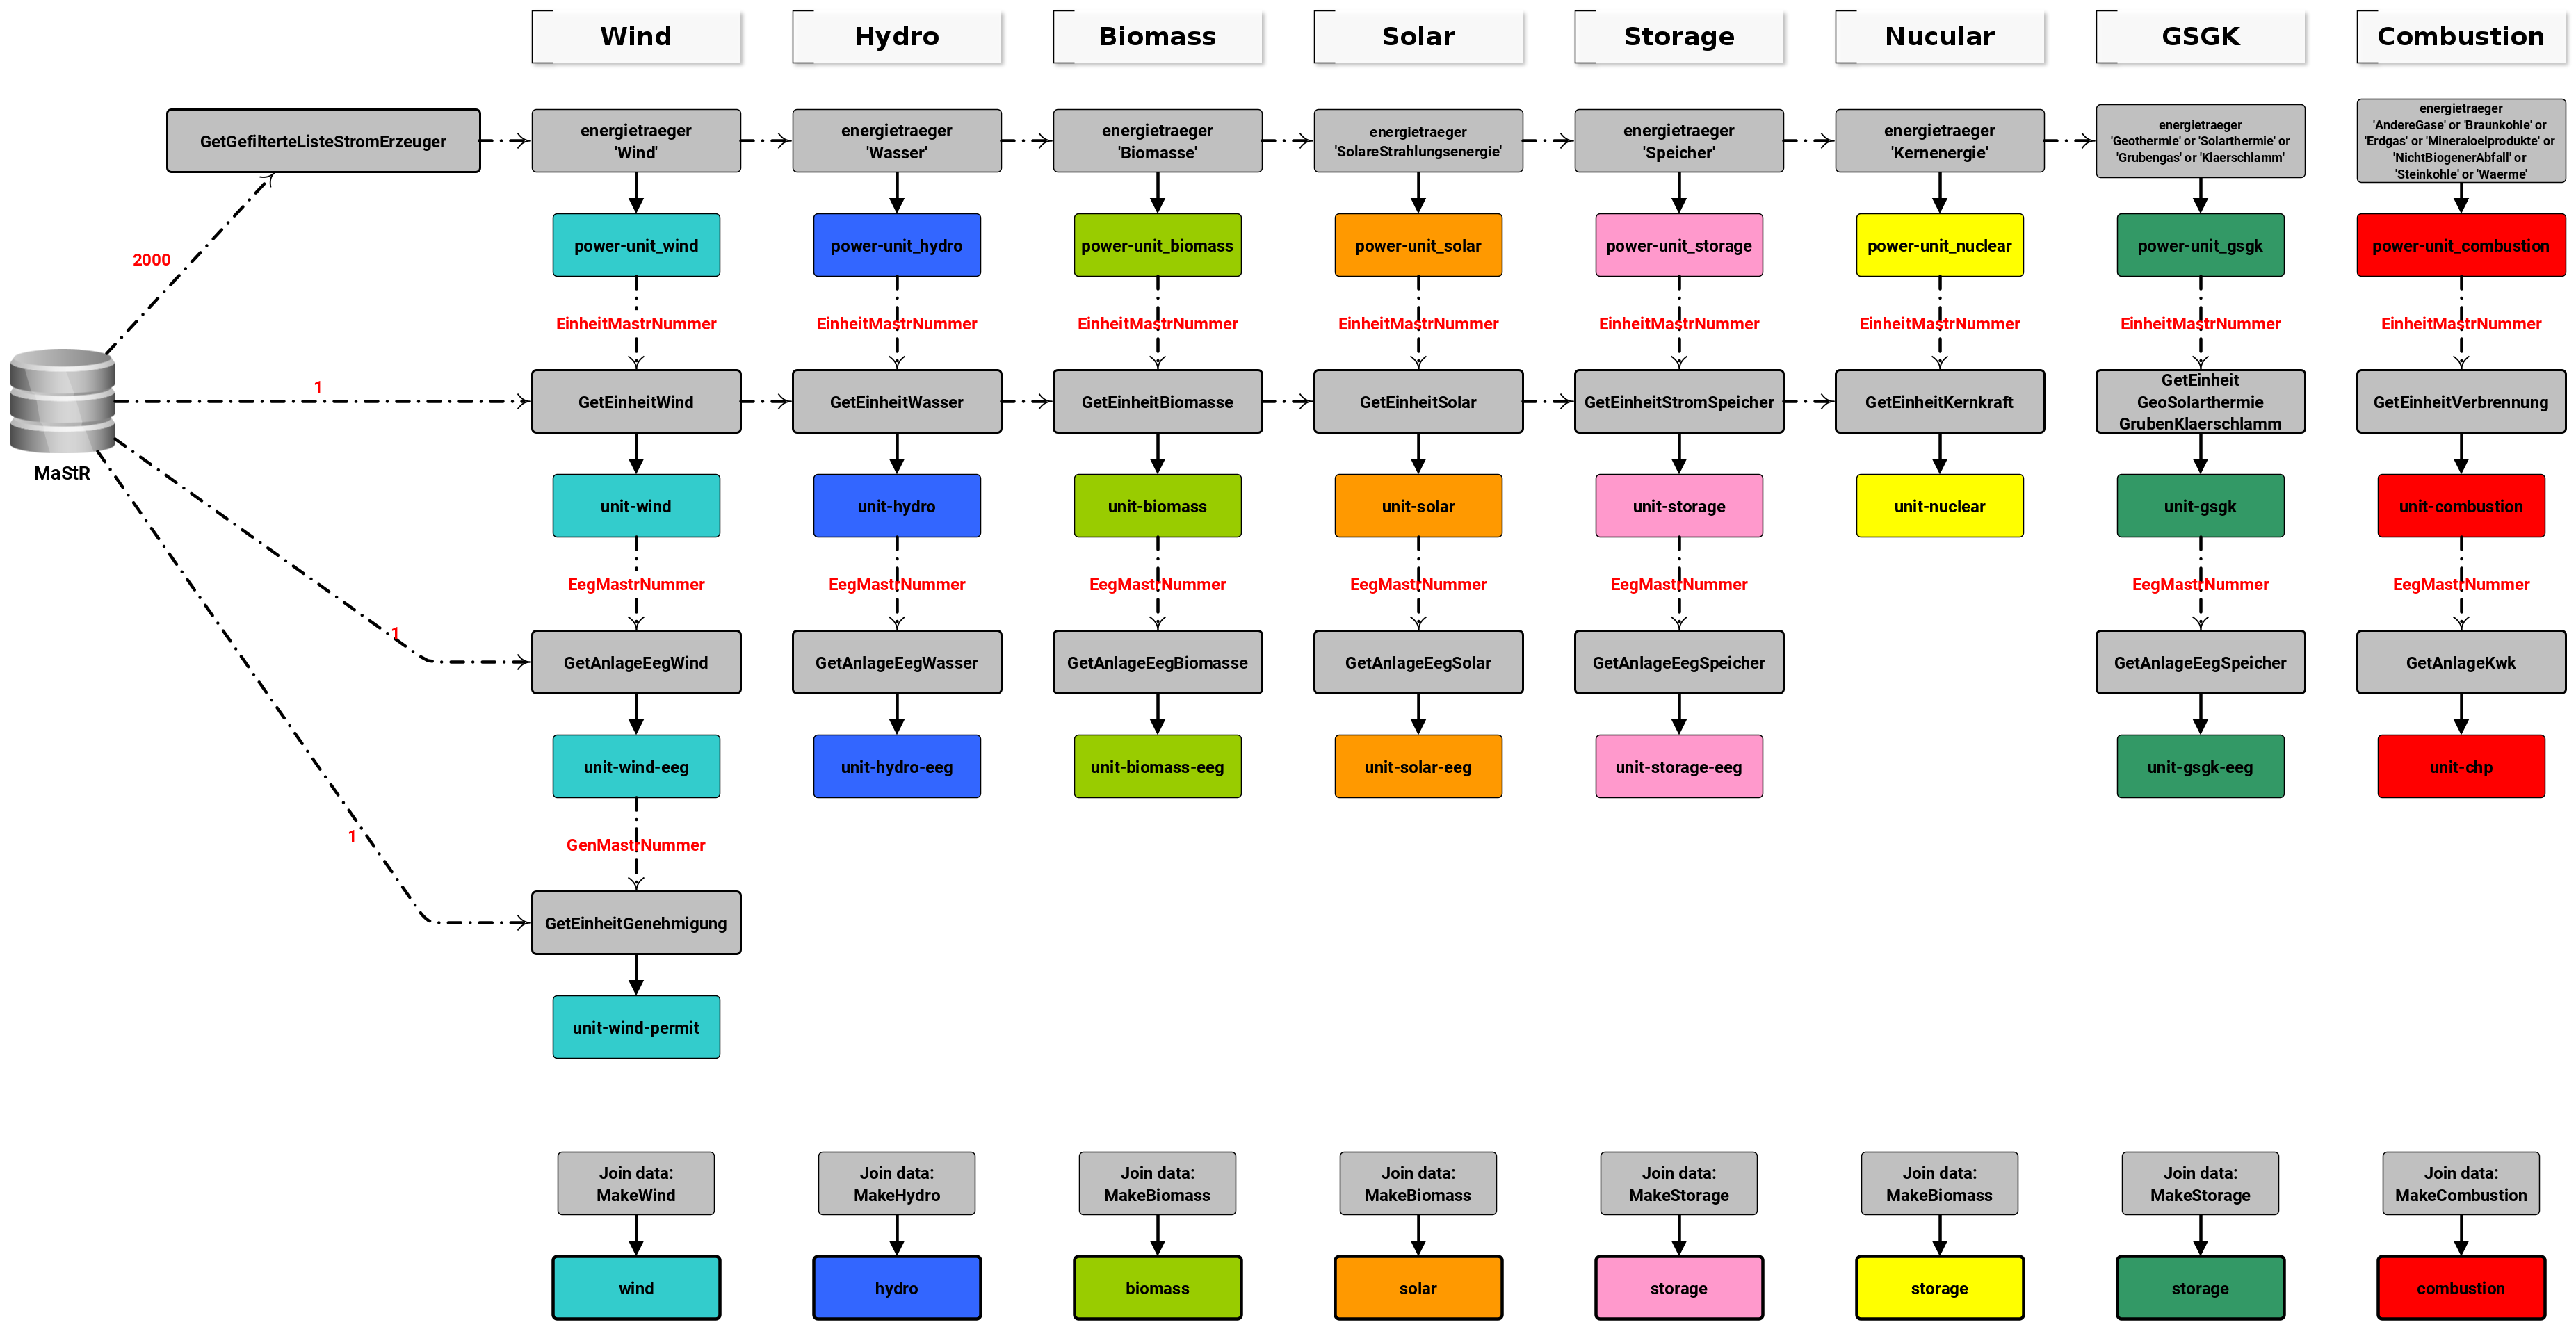 Wind
Hydro
Biomass
Solar
Storage
Nucular
GSGK
Combustion
GetGefilterteListeStromErzeuger
energietraeger
'Wind'
energietraeger
'Wasser'
energietraeger
'Biomasse'
energietraeger
'SolareStrahlungsenergie'
energietraeger
'Speicher'
energietraeger
'Kernenergie'
energietraeger
'Geothermie' or 'Solarthermie' or
'Grubengas' or 'Klaerschlamm'
energietraeger
'AndereGase' or 'Braunkohle' or
'Erdgas' or 'Mineraloelprodukte' or
'NichtBiogenerAbfall' or
'Steinkohle' or 'Waerme'
power-unit_wind
power-unit_hydro
power-unit_biomass
power-unit_solar
power-unit_storage
power-unit_nuclear
power-unit_gsgk
power-unit_combustion
2000
EinheitMastrNummer
EinheitMastrNummer
EinheitMastrNummer
EinheitMastrNummer
EinheitMastrNummer
EinheitMastrNummer
EinheitMastrNummer
EinheitMastrNummer
MaStR
1
GetEinheitWind
GetEinheitWasser
GetEinheitBiomasse
GetEinheitSolar
GetEinheitStromSpeicher
GetEinheitKernkraft
GetEinheit
GeoSolarthermie
GrubenKlaerschlamm
GetEinheitVerbrennung
unit-wind
unit-hydro
unit-biomass
unit-solar
unit-storage
unit-nuclear
unit-gsgk
unit-combustion
EegMastrNummer
EegMastrNummer
EegMastrNummer
EegMastrNummer
EegMastrNummer
EegMastrNummer
EegMastrNummer
1
GetAnlageEegWind
GetAnlageEegWasser
GetAnlageEegBiomasse
GetAnlageEegSolar
GetAnlageEegSpeicher
GetAnlageEegSpeicher
GetAnlageKwk
unit-wind-eeg
unit-hydro-eeg
unit-biomass-eeg
unit-solar-eeg
unit-storage-eeg
unit-gsgk-eeg
unit-chp
1
GenMastrNummer
GetEinheitGenehmigung
unit-wind-permit
Join data:
MakeWind
Join data:
MakeHydro
Join data:
MakeBiomass
Join data:
MakeBiomass
Join data:
MakeStorage
Join data:
MakeBiomass
Join data:
MakeStorage
Join data:
MakeCombustion
wind
hydro
biomass
solar
storage
storage
storage
combustion